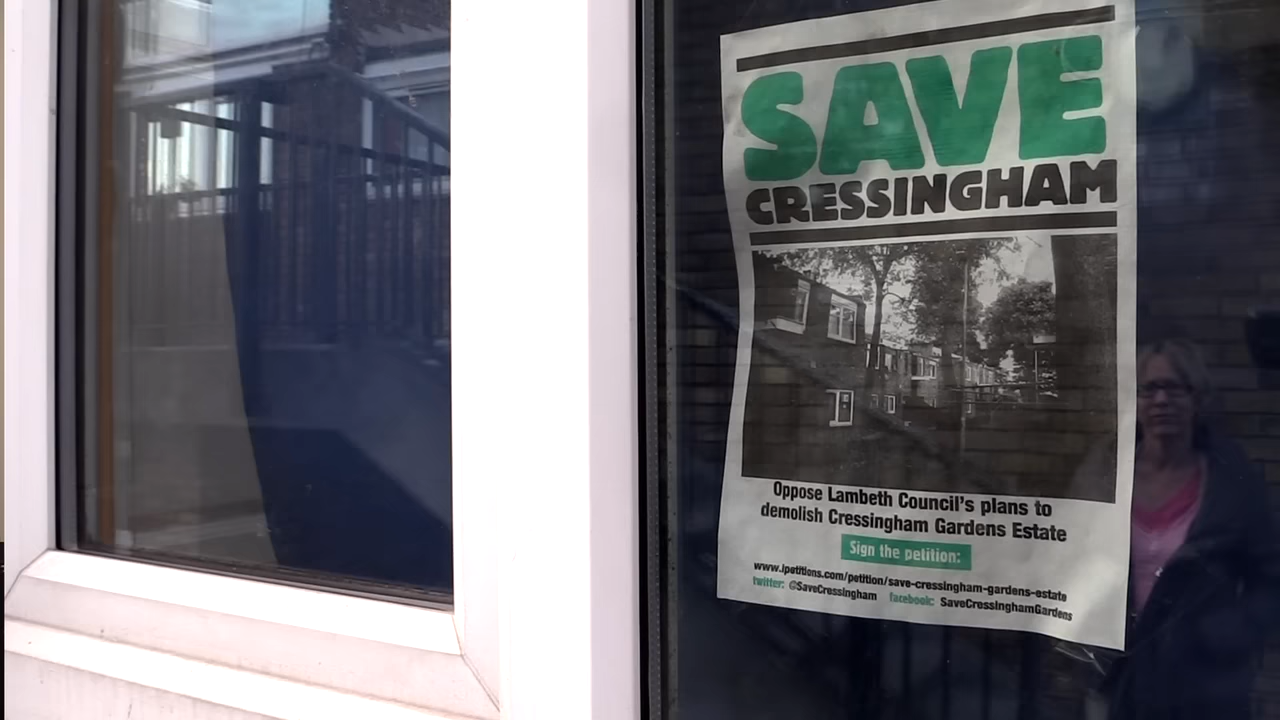 SAVE
CRESSINGHAM
Oppose Lambeth Council's plans to
demolish Cressingham Gardens Estate
Sign the petition:
www.ipetitions.com/petition/save-cressingham-gardens-estate
twitter: @SaveCressingham facebook: SaveCressinghamGardens